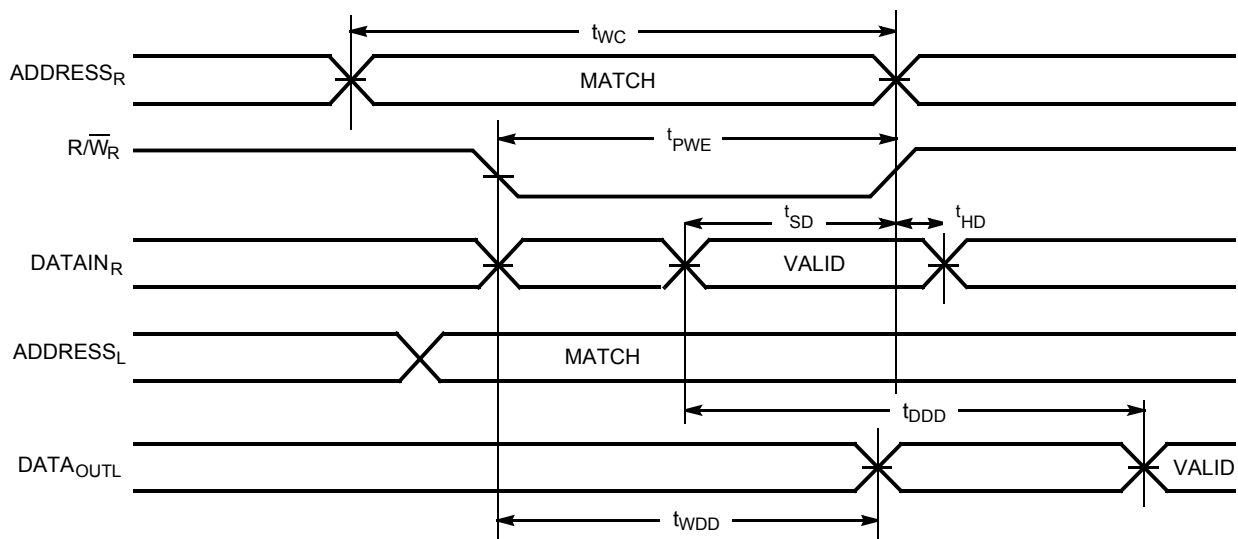 tWC
ADDRESSR
MATCH
R/W̅R
tPWE
tSD
tHD
DATAINR
VALID
ADDRESSL
MATCH
tDDD
DATAOUTL
VALID
tWDD